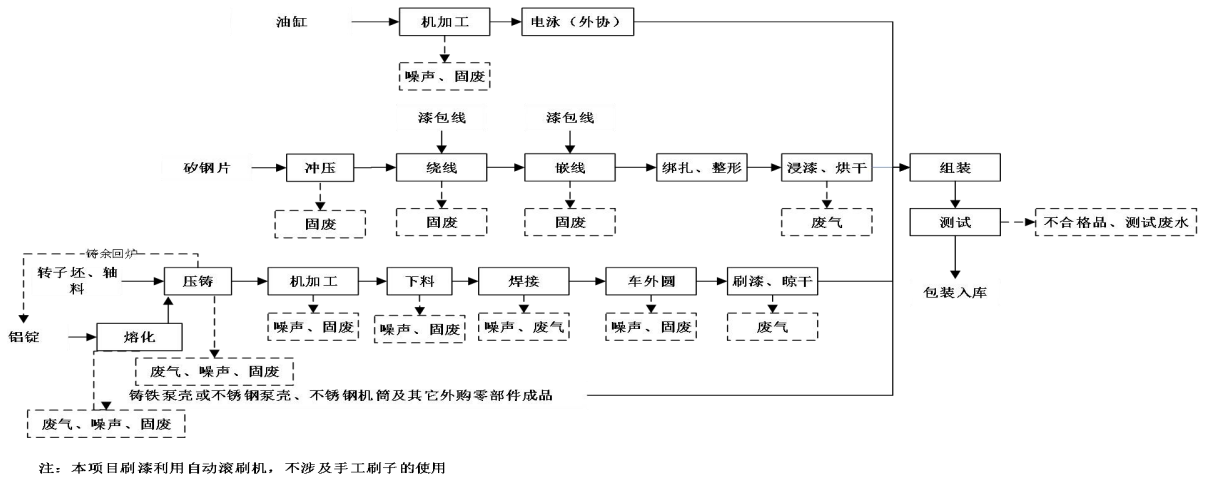 油缸
机加工
电泳（外协）
噪声、固废
漆包线
漆包线
矽钢片
冲压
绕线
嵌线
绑扎、整形
浸漆、烘干
组装
固废
固废
固废
废气
测试
不合格品、测试废水
铸余回炉
转子坯、轴
料
压铸
机加工
下料
焊接
车外圆
刷漆、晾干
包装入库
铝锭
熔化
噪声、固废
噪声、固废
噪声、废气
噪声、固废
废气
废气、噪声、固废
铸铁泵壳或不锈钢泵壳、不锈钢机筒及其它外购零部件成品
废气、噪声、固废
注：本项目刷漆利用自动滚刷机，不涉及手工刷子的使用